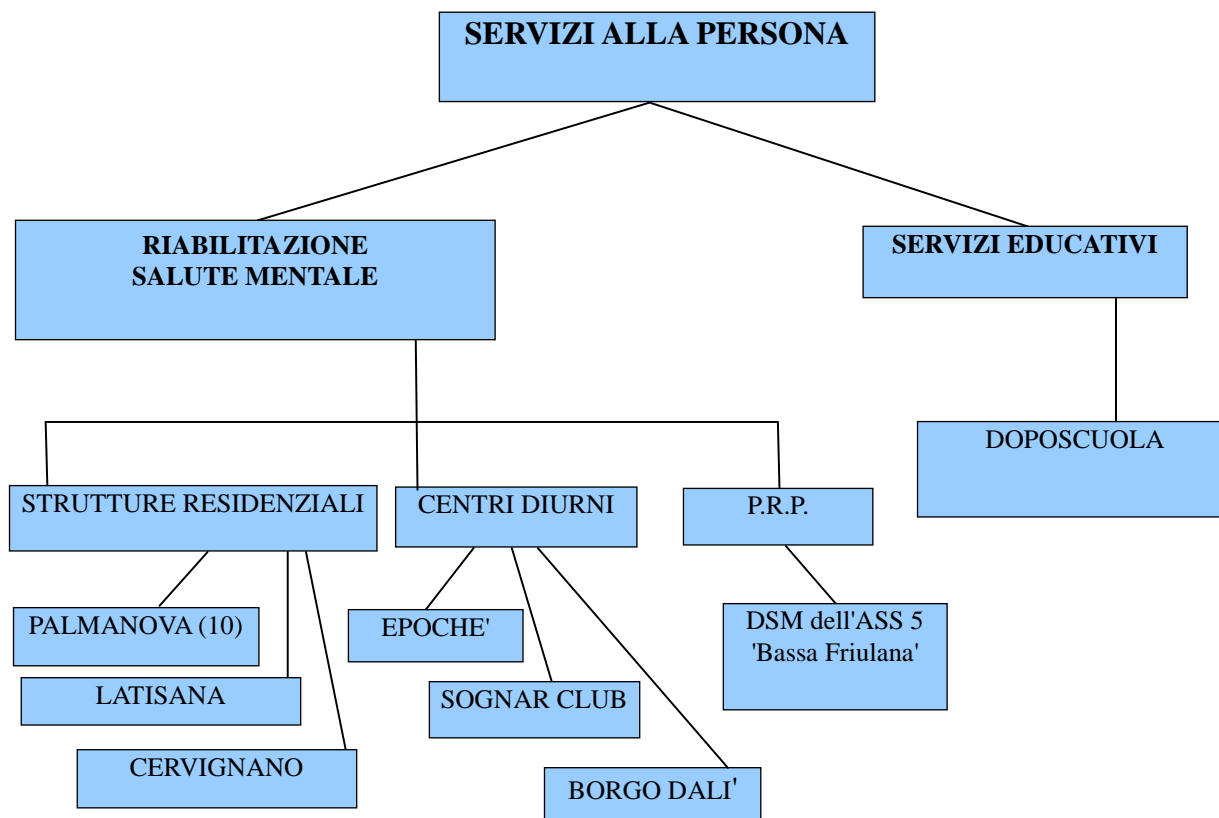 SERVIZI ALLA PERSONA
RIABILITAZIONE
SALUTE MENTALE
SERVIZI EDUCATIVI
DOPOSCUOLA
STRUTTURE RESIDENZIALI
CENTRI DIURNI
P.R.P.
PALMANOVA (10)
EPOCHE'
DSM dell'ASS 5
'Bassa Friulana'
LATISANA
SOGNAR CLUB
CERVIGNANO
BORGO DALI'